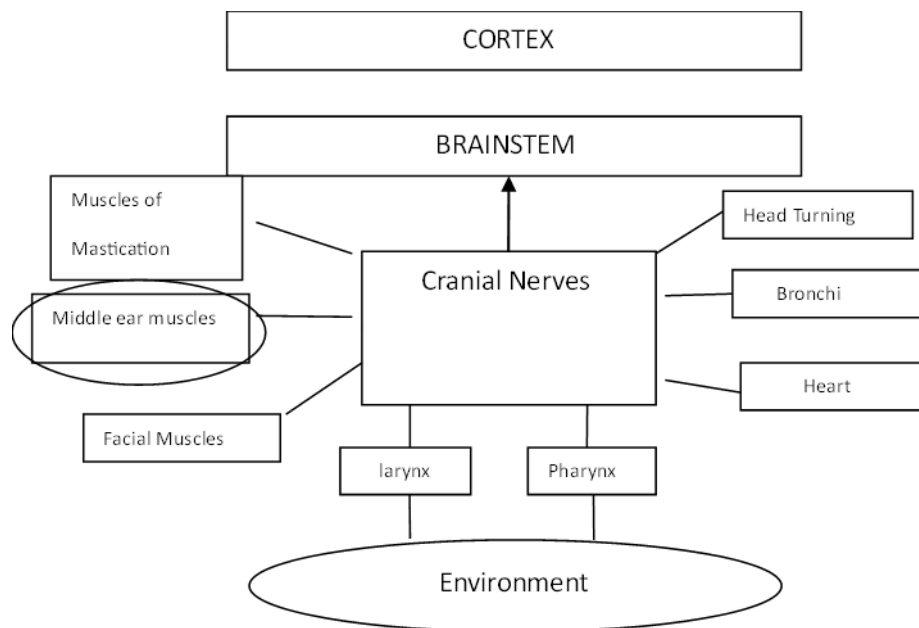 CORTEX
BRAINSTEM
Muscles of
Mastication
Head Turning
Cranial Nerves
Bronchi
Middle ear muscles
Heart
Facial Muscles
larynx
Pharynx
Environment